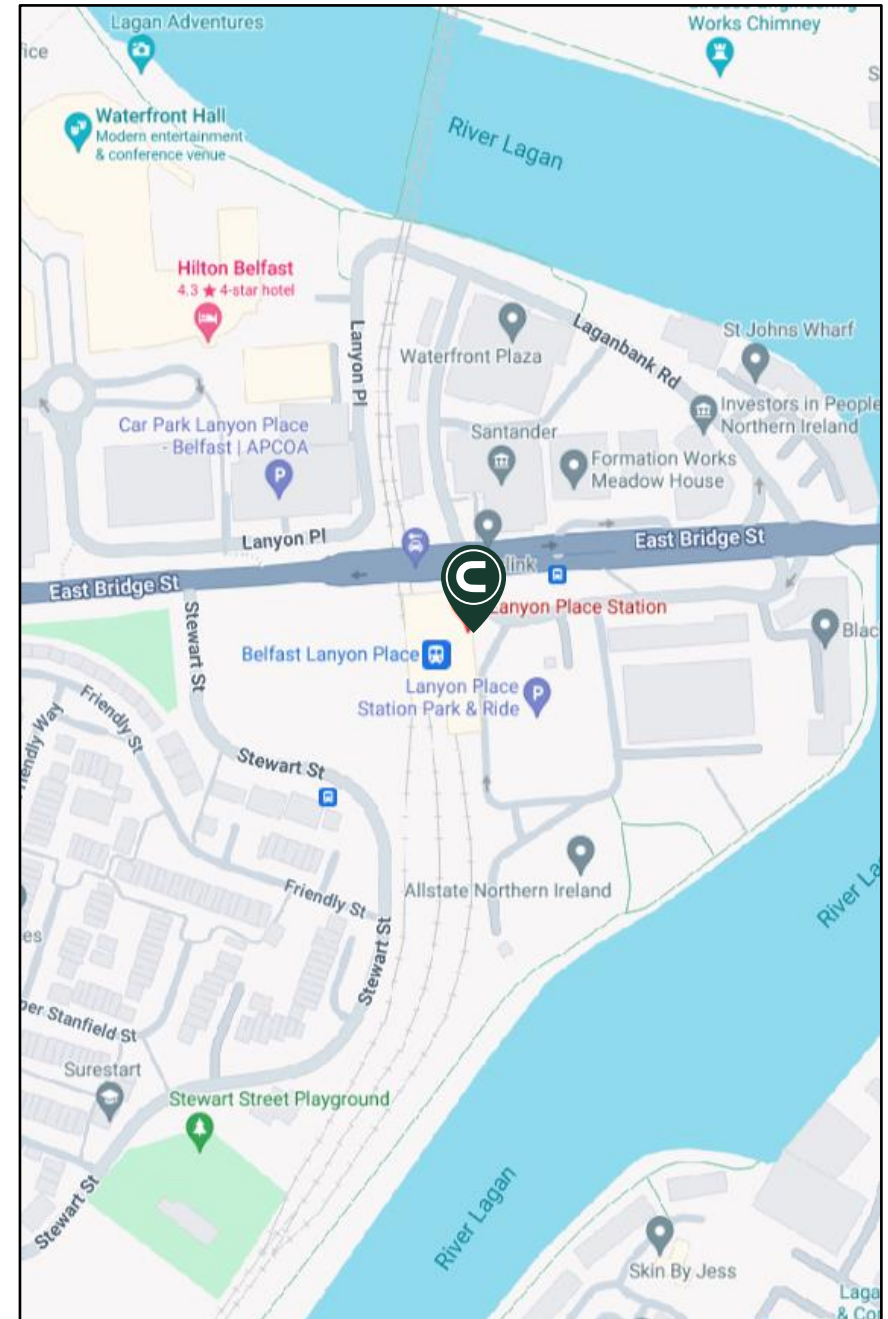 Lagan Adventures
Works Chimney
Waterfront Hall
Modern entertainment
& conference venue
River Lagan
Hilton Belfast
4.3 ★ 4-star hotel
Lanyon Pl
Waterfront Plaza
Laganbank Rd
St Johns Wharf
Investors in People
Northern Ireland
Car Park Lanyon Place
- Belfast | APCOA
P
Santander
Formation Works
Meadow House
Lanyon Pl
East Bridge St
East Bridge St
C
Lanyon Place Station
Stewart St
Belfast Lanyon Place
Lanyon Place
Station Park & Ride
P
Friendly St
Stewart St
Friendly St
Allstate Northern Ireland
Stewart St
River
Stanfield St
Surestart
Stewart Street Playground
Stewart St
River Lagan
Skin By Jess